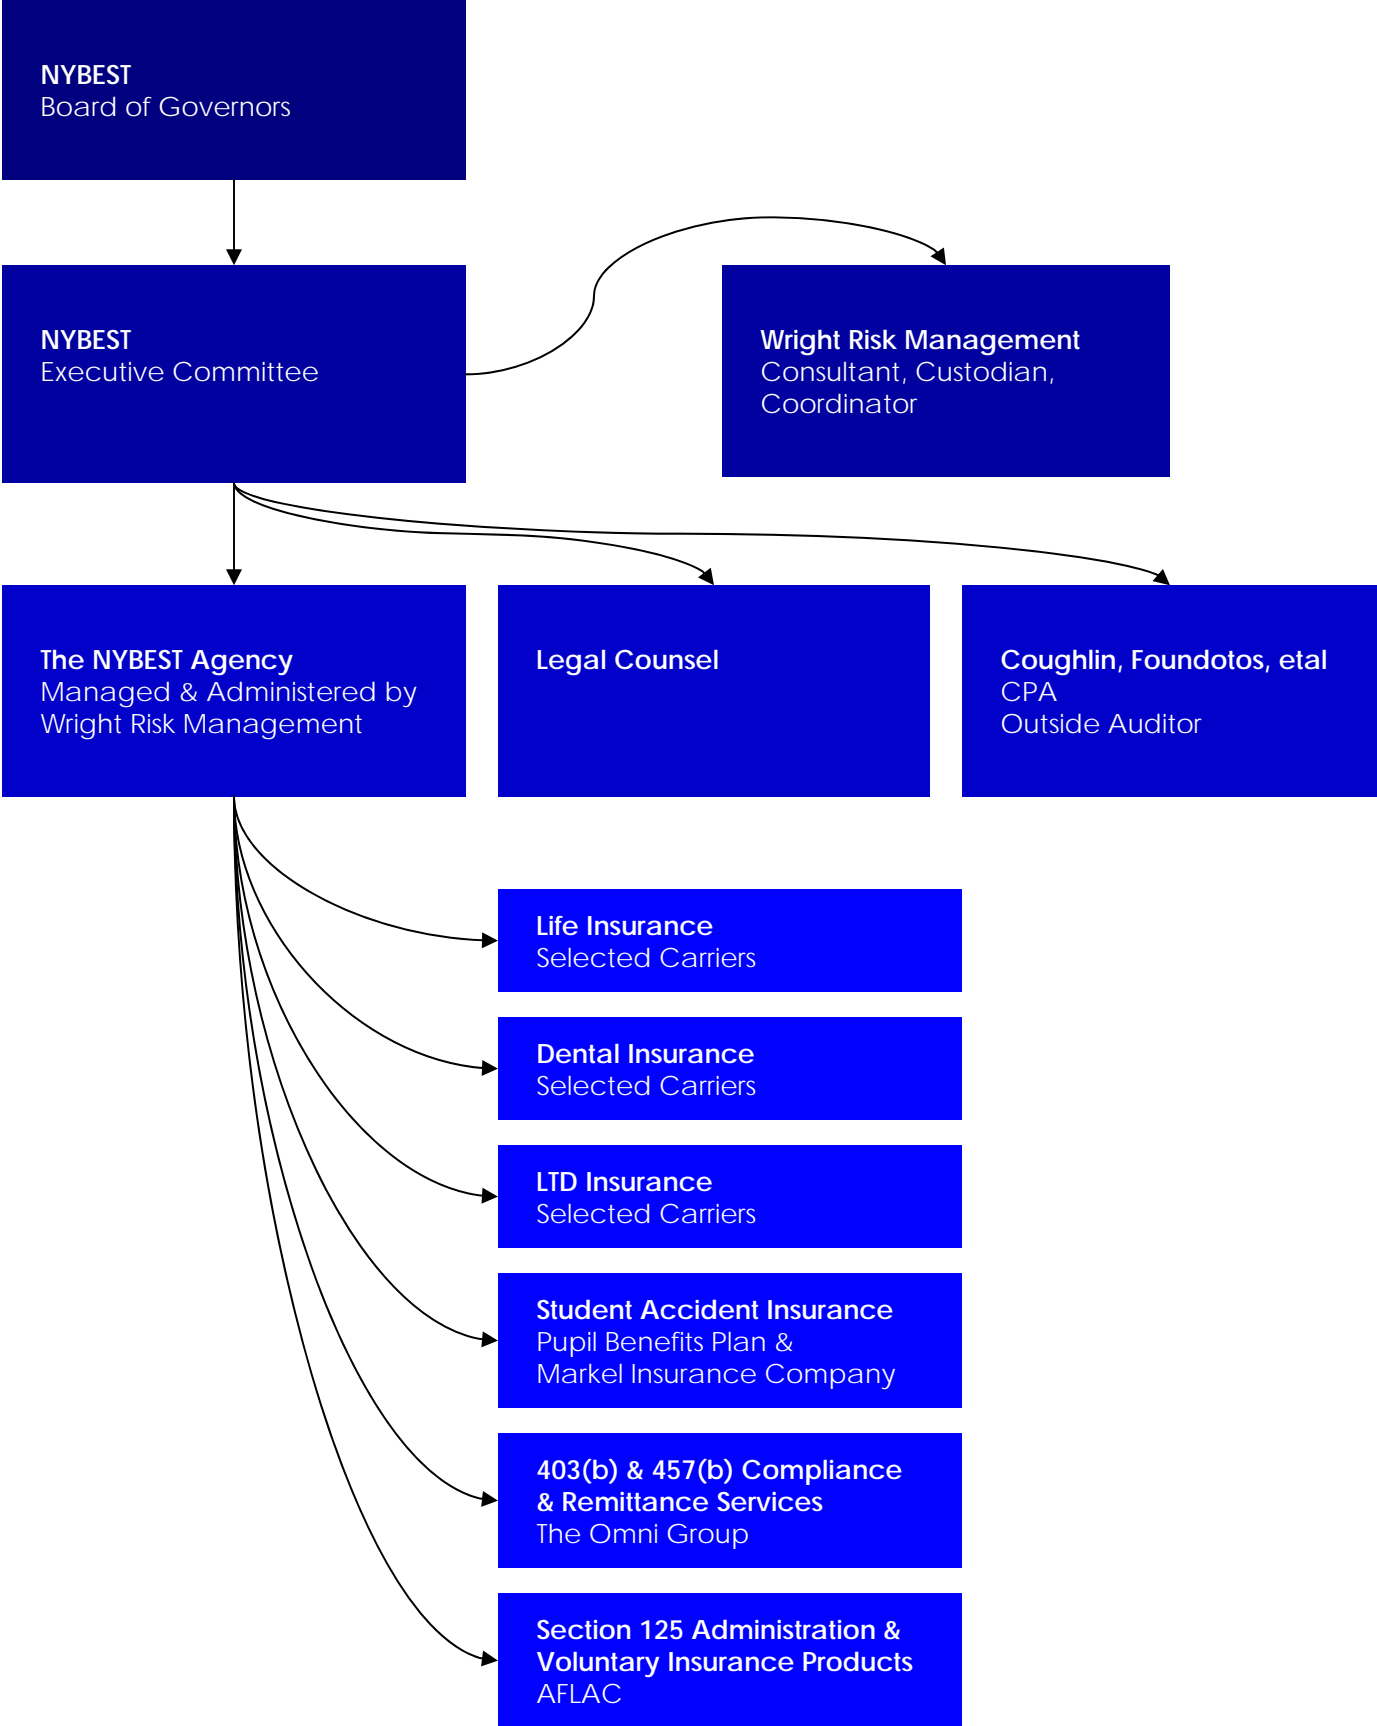 NYBEST
Board of Governors
NYBEST
Executive Committee
Wright Risk Management
Consultant, Custodian,
Coordinator
The NYBEST Agency
Managed & Administered by
Wright Risk Management
Legal Counsel
Coughlin, Foundotos, etal
CPA
Outside Auditor
Life Insurance
Selected Carriers
Dental Insurance
Selected Carriers
LTD Insurance
Selected Carriers
Student Accident Insurance
Pupil Benefits Plan &
Markel Insurance Company
403(b) & 457(b) Compliance
& Remittance Services
The Omni Group
Section 125 Administration &
Voluntary Insurance Products
AFLAC